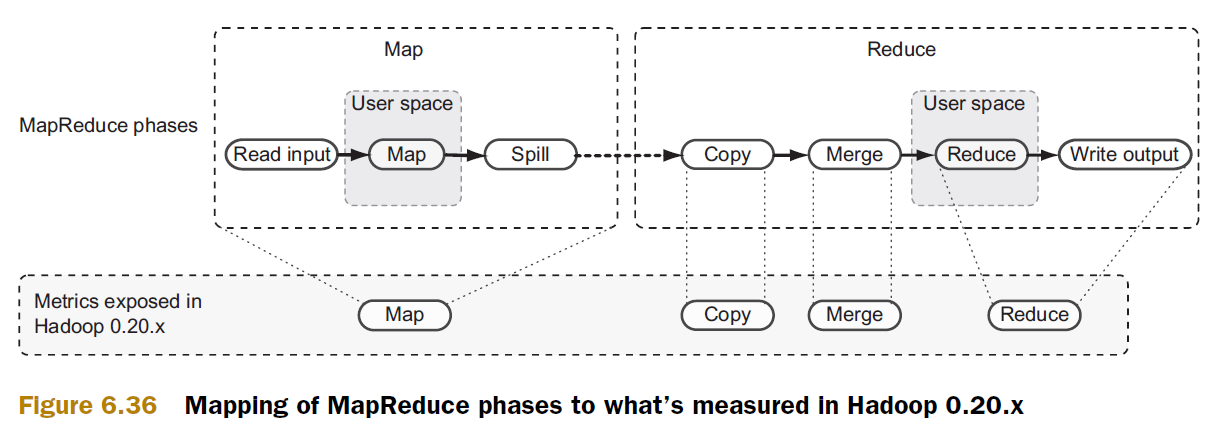 Map
Reduce
User space
User space
MapReduce phases
Read input
Map
Spill
Copy
Merge
Reduce
Write output
Metrics exposed in
Hadoop 0.20.x
Map
Copy
Merge
Reduce
Figure 6.36 Mapping of MapReduce phases to what's measured in Hadoop 0.20.x